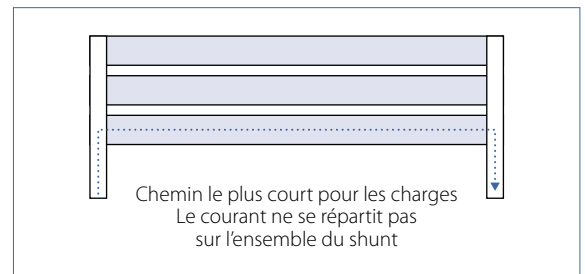 Chemin le plus court pour les charges
Le courant ne se répartit pas
sur l'ensemble du shunt